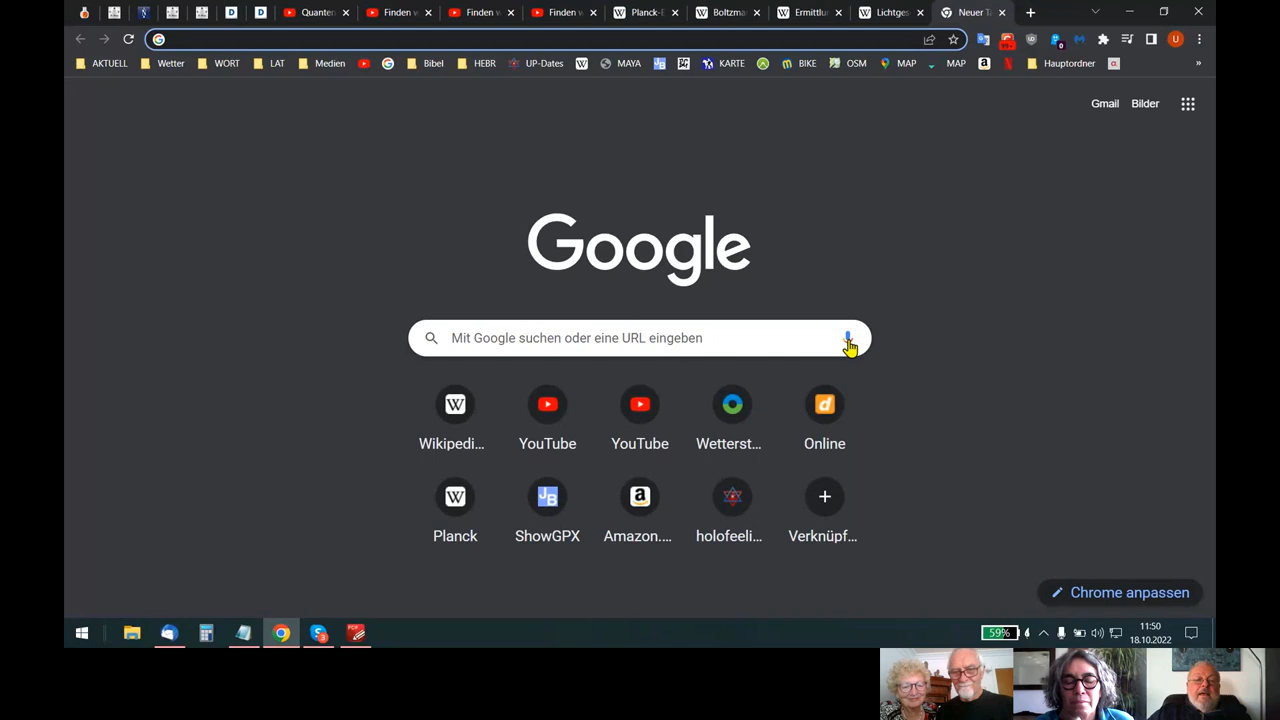 Quanten
Finden w
Finden w
Finden w
Planck-E
Boltzma
Ermittlu
Lichtges
Neuer Ta
AKTUELL
Wetter
WORT
LAT
Medien
Bibel
HEBR
UP-Dates
MAYA
KARTE
BIKE
OSM
MAP
MAP
Hauptordner
Gmail
Bilder
Google
Mit Google suchen oder eine URL eingeben
Wikipedi...
YouTube
YouTube
Wetterst...
Online
Planck
ShowGPX
Amazon....
holofeeli...
Verknüpf...
Chrome anpassen
59%
11:50
18.10.2022